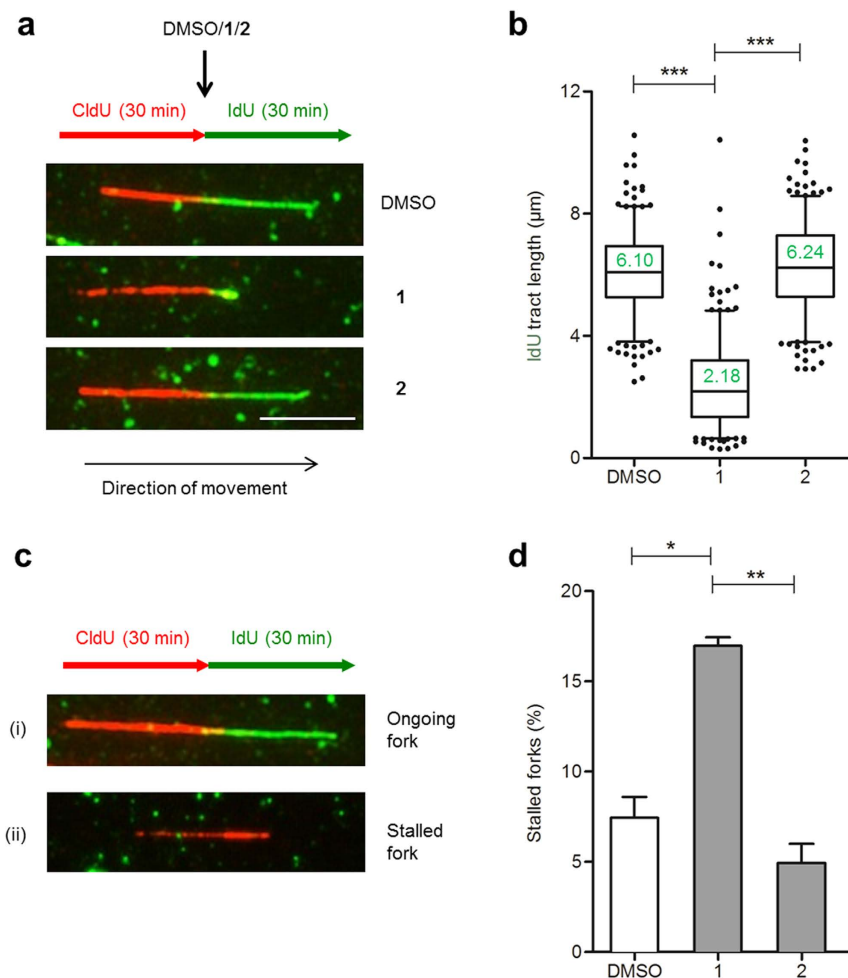 a
DMSO/1/2
CldU (30 min) IdU (30 min)
DMSO
1
2
Direction of movement
b
***
***
12
8
4
0
IdU tract length (µm)
6.10
2.18
6.24
DMSO 1 2
c
CldU (30 min) IdU (30 min)
(i)
Ongoing
fork
(ii)
Stalled
fork
d
*
**
20
15
10
5
0
Stalled forks (%)
DMSO 1 2